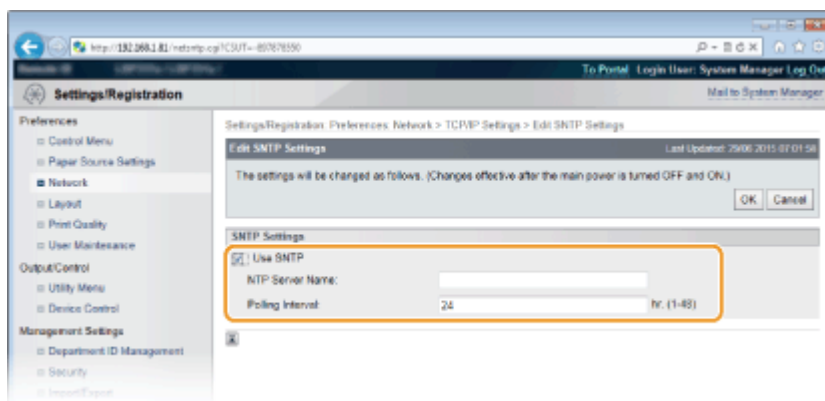 http://192.168.1.81/netsntp.cgi?CSUT=-897878550
To Portal Login User: System Manager Log Ou
Settings/Registration
Mail to System Manager
Preferences
Control Menu
Paper Source Settings
Network
Layout
Print Quality
User Maintenance
Output/Control
Utility Menu
Device Control
Management Settings
Department ID Management
Security
Import/Export
Settings/Registration: Preferences: Network > TCP/IP Settings > Edit SNTP Settings
Edit SNTP Settings
Last Updated: 29/06 2015 07:01:58
The settings will be changed as follows. (Changes effective after the main power is turned OFF and ON.)
OK Cancel
SNTP Settings
Use SNTP
NTP Server Name:
Polling Interval: 24 hr. (1-48)